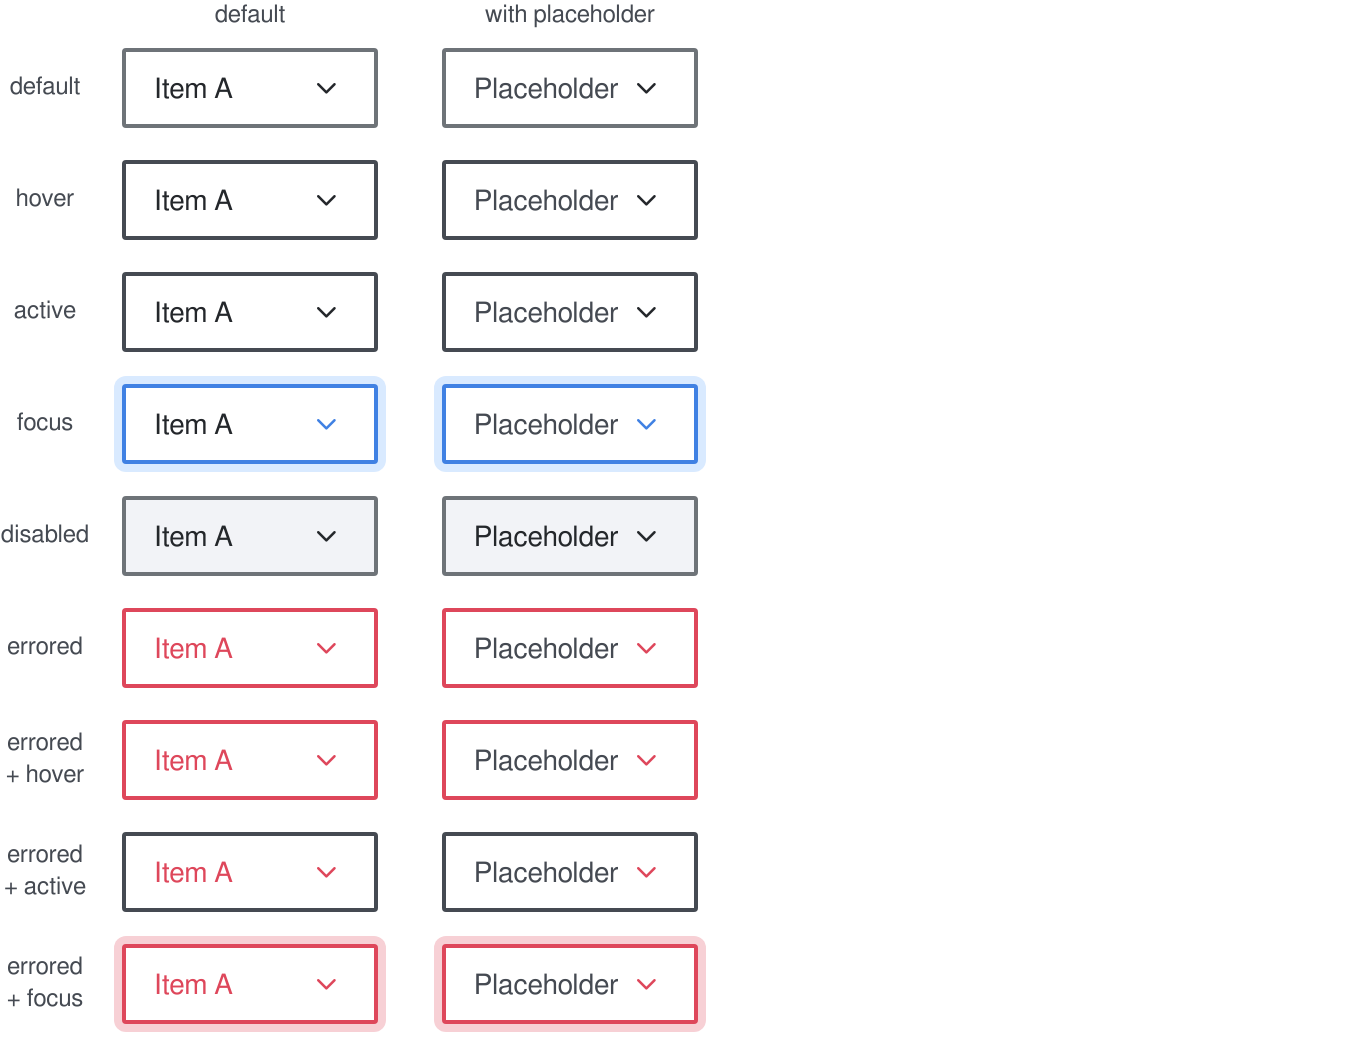 default with placeholder
default Item A Placeholder
hover Item A Placeholder
active Item A Placeholder
focus Item A Placeholder
disabled Item A Placeholder
errored Item A Placeholder
errored
+ hover Item A Placeholder
errored
+ active Item A Placeholder
errored
+ focus Item A Placeholder